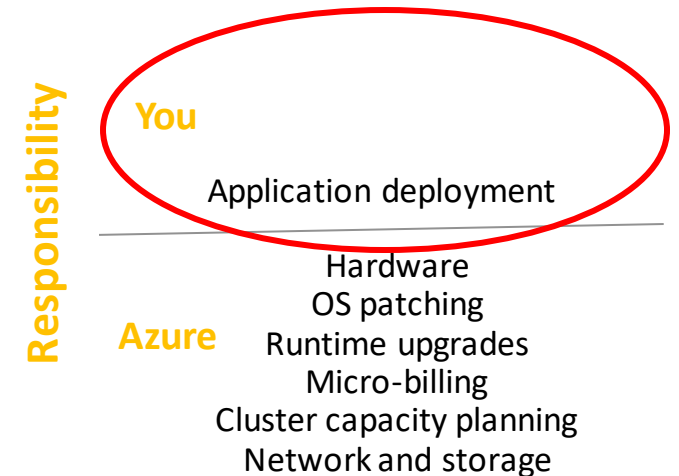 Responsibility
You
Application deployment
Hardware
OS patching
Azure
Runtime upgrades
Micro-billing
Cluster capacity planning
Network and storage